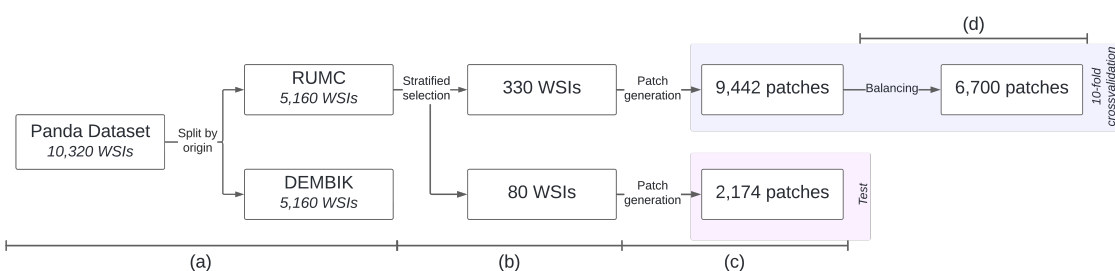 (d)
RUMC
5,160 WSIs
Stratified
selection
330 WSIs
Patch
generation
9,442 patches
Balancing
6,700 patches
10-fold
crossvalidation
Panda Dataset
10,320 WSIs
Split by
origin
DEMBIK
5,160 WSIs
80 WSIs
Patch
generation
2,174 patches
Test
(a)
(b)
(c)